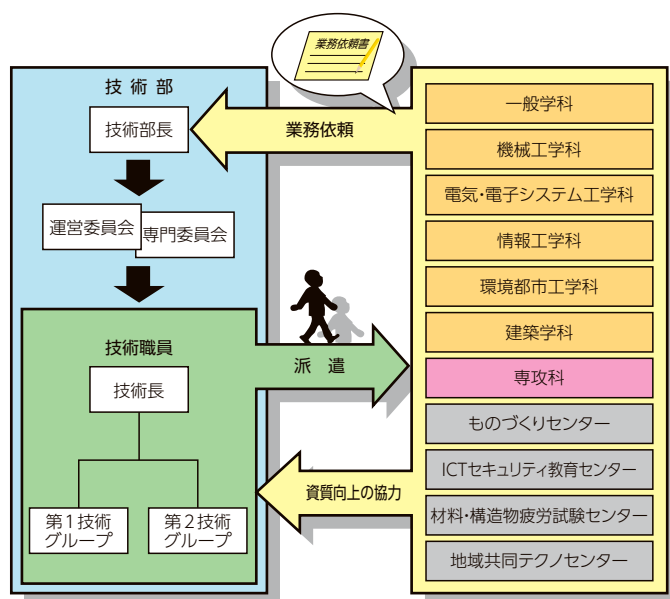 業務依頼書
技術部
技術部長
業務依頼
運営委員会
専門委員会
技術職員
技術長
第1技術
グループ
第2技術
グループ
派遣
資質向上の協力
一般学科
機械工学科
電気・電子システム工学科
情報工学科
環境都市工学科
建築学科
専攻科
ものづくりセンター
ICTセキュリティ教育センター
材料・構造物疲労試験センター
地域共同テクノセンター